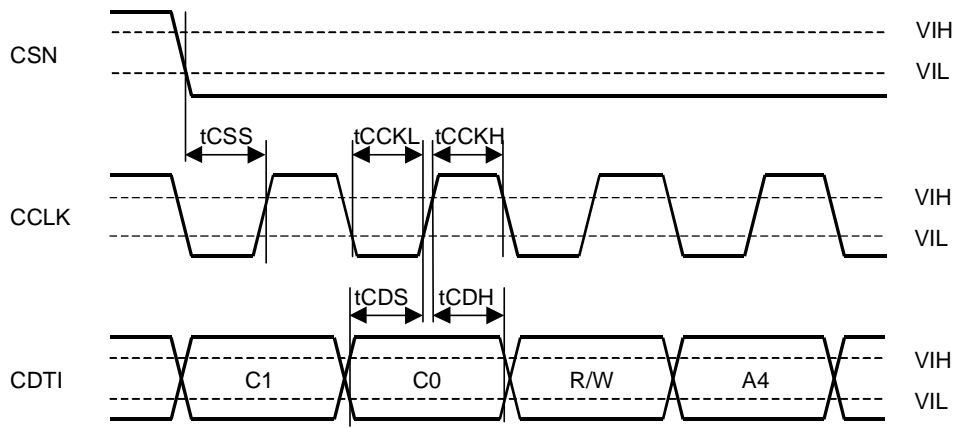 CSN
VIH
VIL
tCSS
tCCKL
tCCKH
CCLK
VIH
VIL
tCDS
tCDH
CDTI
C1
C0
R/W
A4
VIH
VIL